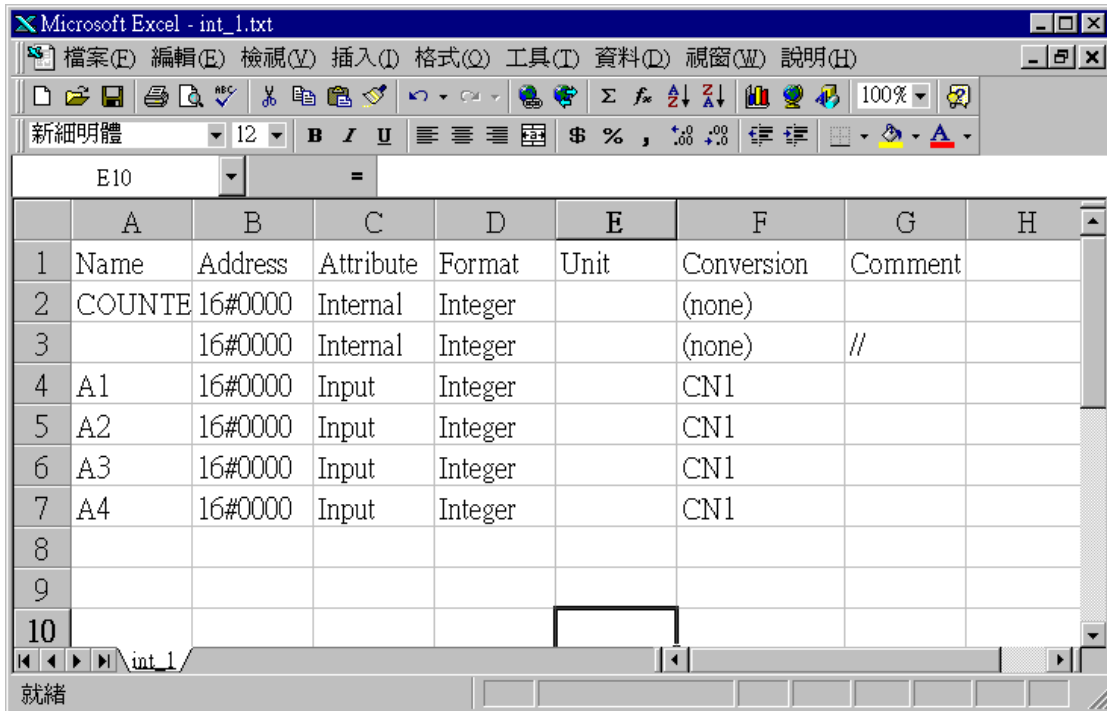 Microsoft Excel - int_1.txt
檔案(F) 編輯(E) 檢視(V) 插入(I) 格式(O) 工具(T) 資料(D) 視窗(W) 說明(H)
100%
新細明體 12 B I U $ % ,
E10 =
A B C D E F G H
1 Name Address Attribute Format Unit Conversion Comment
2 COUNTE 16#0000 Internal Integer (none)
3 16#0000 Internal Integer (none) //
4 A1 16#0000 Input Integer CN1
5 A2 16#0000 Input Integer CN1
6 A3 16#0000 Input Integer CN1
7 A4 16#0000 Input Integer CN1
8
9
10
int_1
就緒